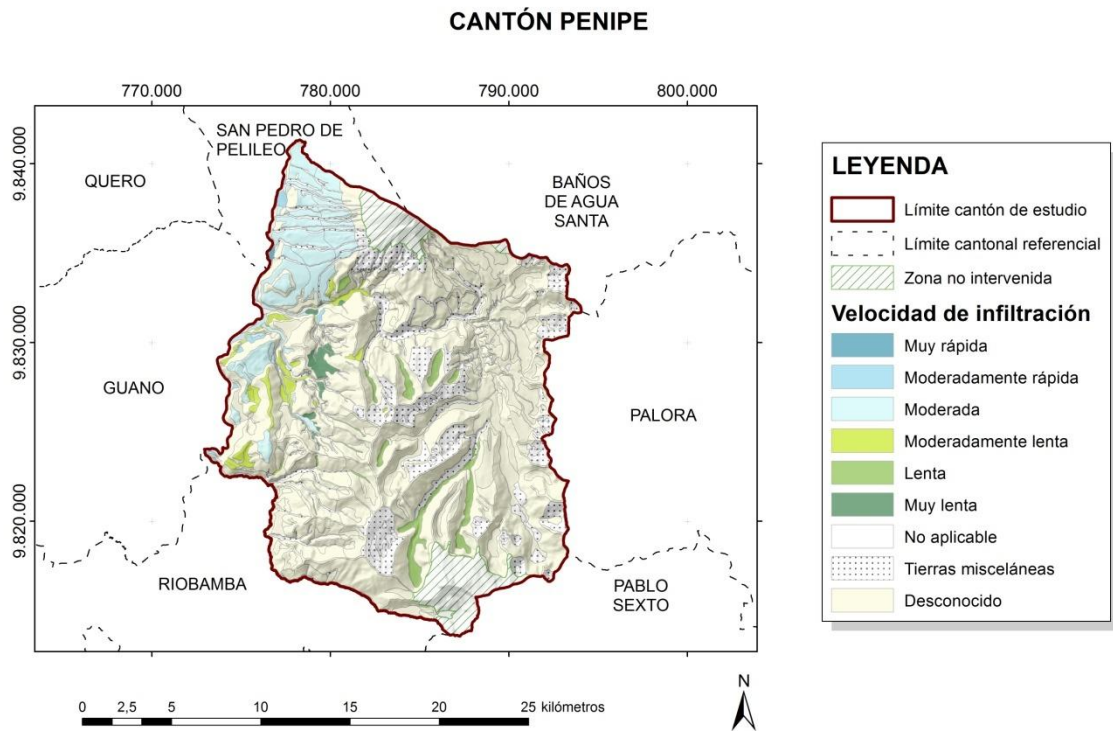 CANTÓN PENIPE
770.000
780.000
790.000
800.000
9.840.000
9.830.000
9.820.000
SAN PEDRO DE
PELILEO
QUERO
BAÑOS
DE AGUA
SANTA
GUANO
PALORA
RIOBAMBA
PABLO
SEXTO
LEYENDA
Límite cantón de estudio
Límite cantonal referencial
Zona no intervenida
Velocidad de infiltración
Muy rápida
Moderadamente rápida
Moderada
Moderadamente lenta
Lenta
Muy lenta
No aplicable
Tierras misceláneas
Desconocido
0 2,5 5 10 15 20 25 kilómetros
N